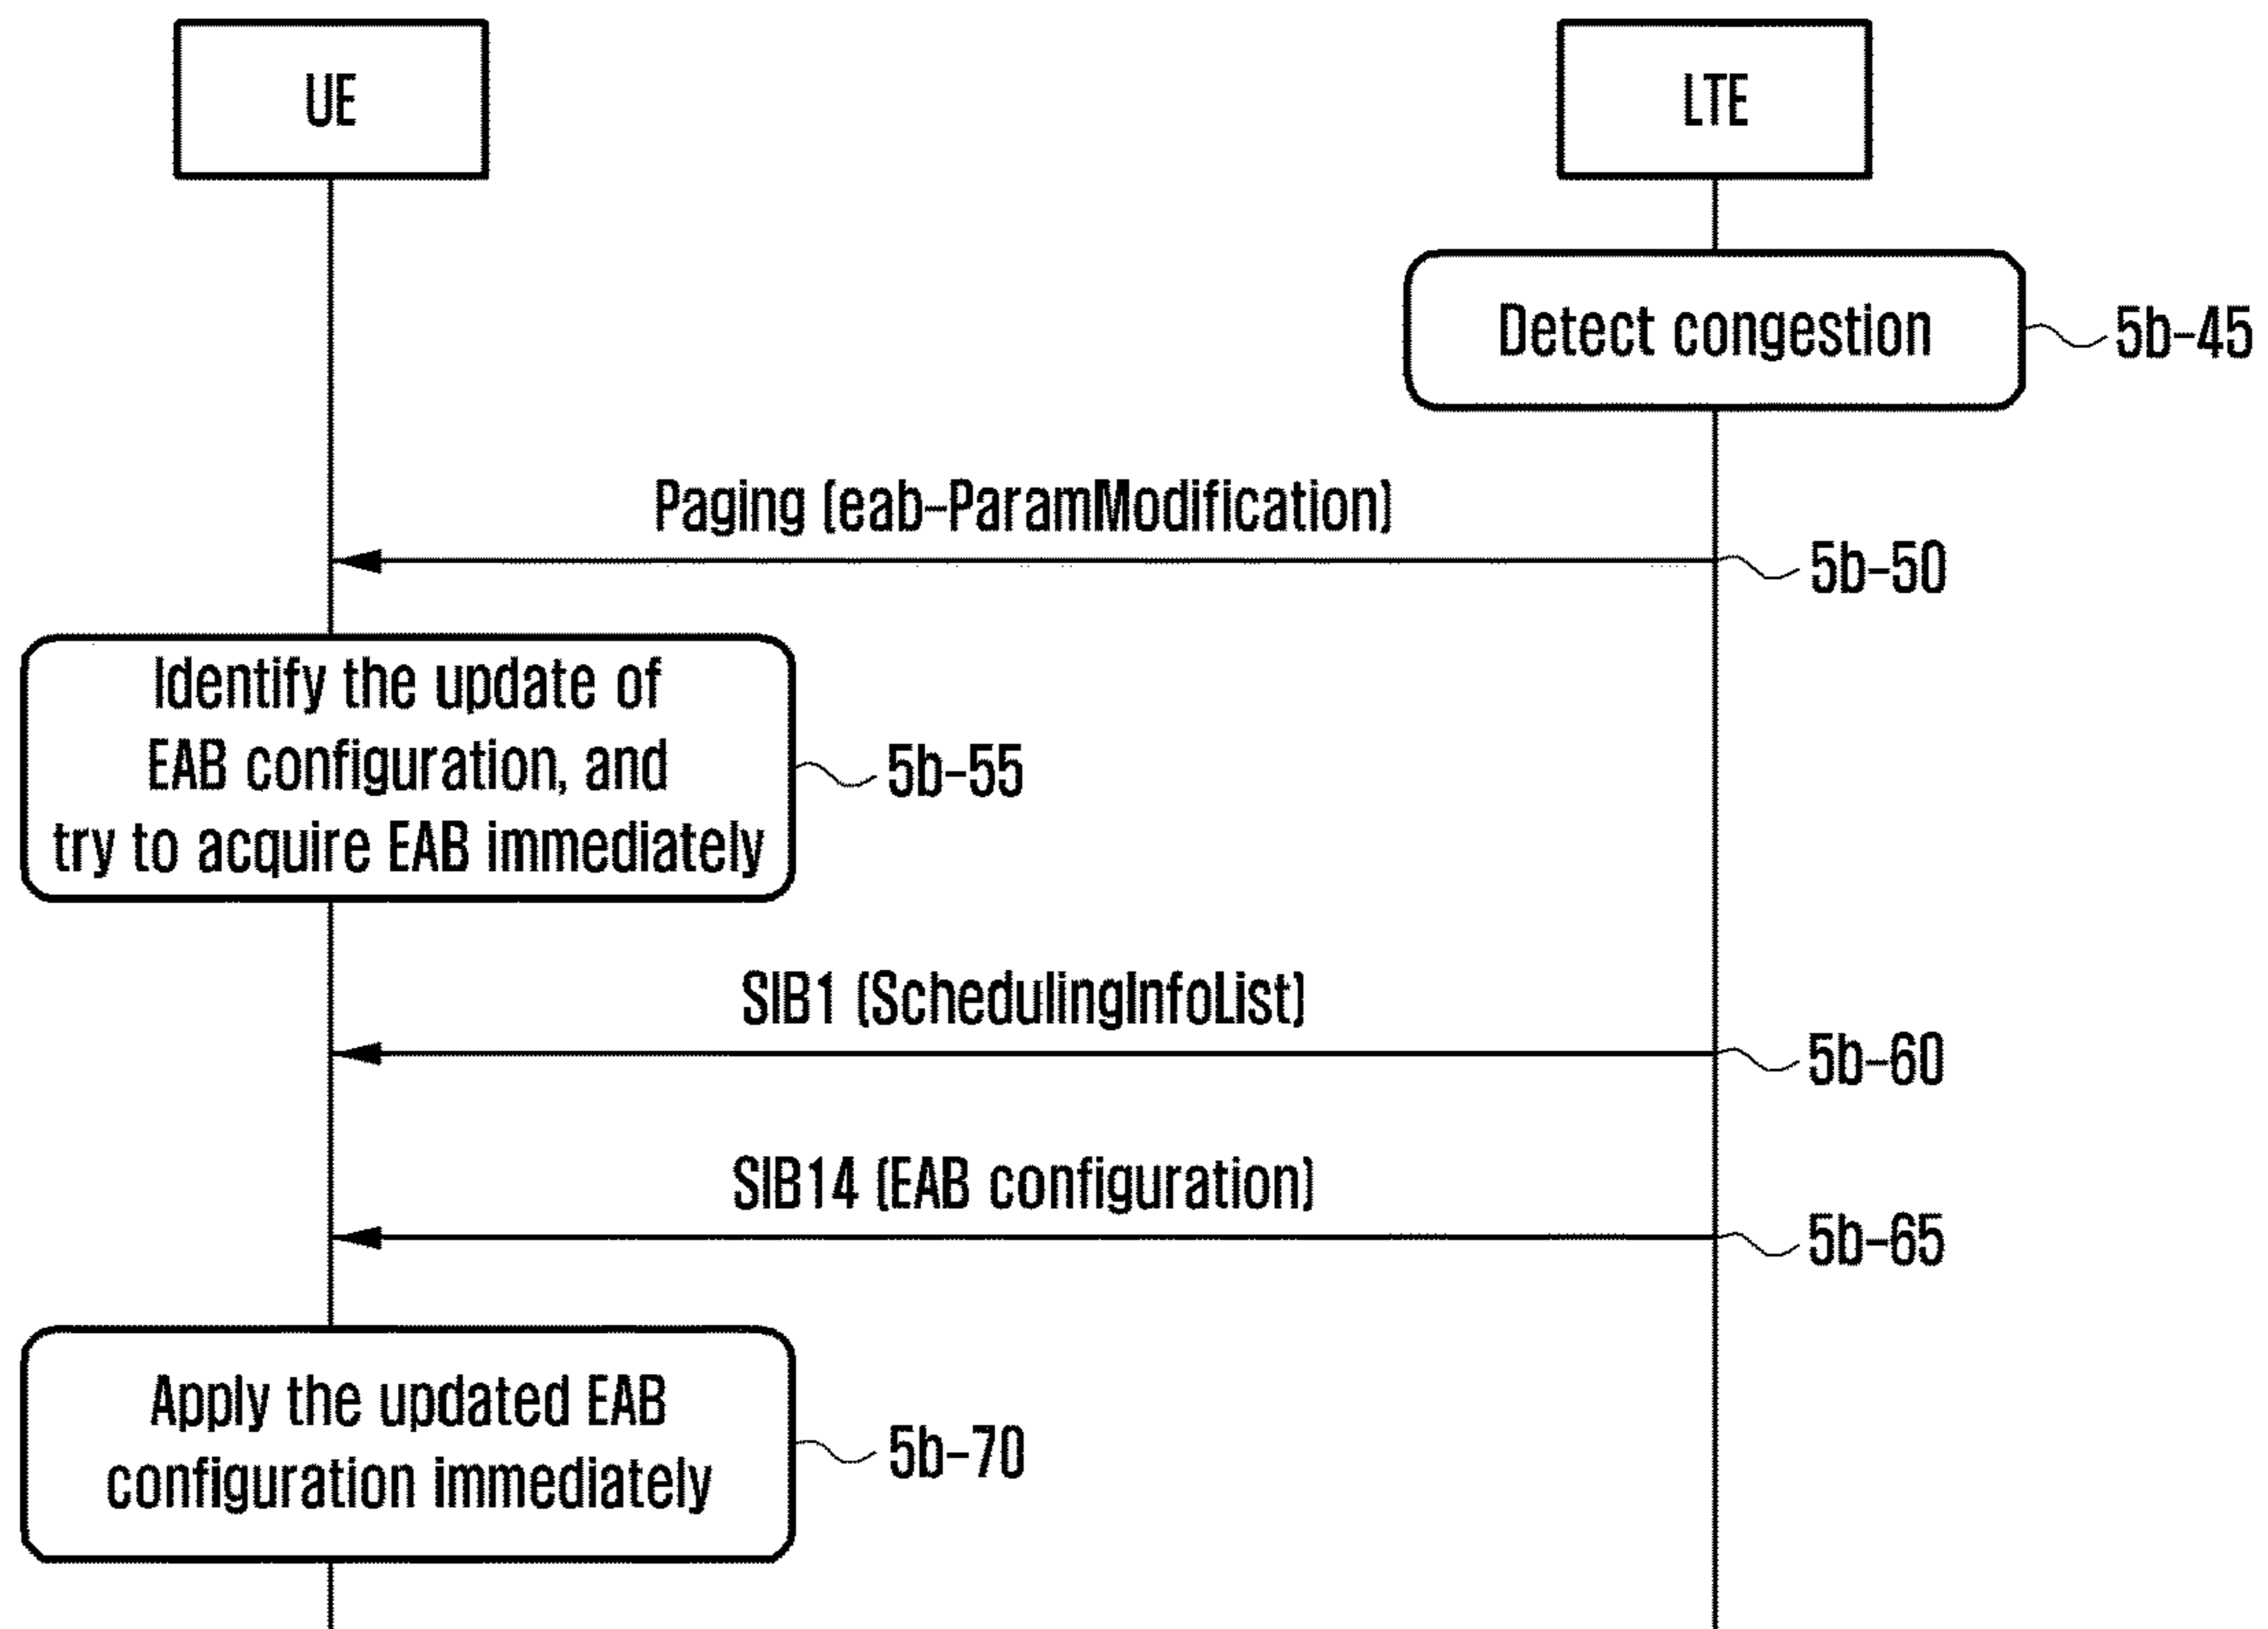 UE
LTE
Detect congestion
5b-45
Paging (eab-ParamModification)
5b-50
Identify the update of
EAB configuration, and
try to acquire EAB immediately
5b-55
SIB1 (SchedulingInfoList)
5b-60
SIB14 (EAB configuration)
5b-65
Apply the updated EAB
configuration immediately
5b-70